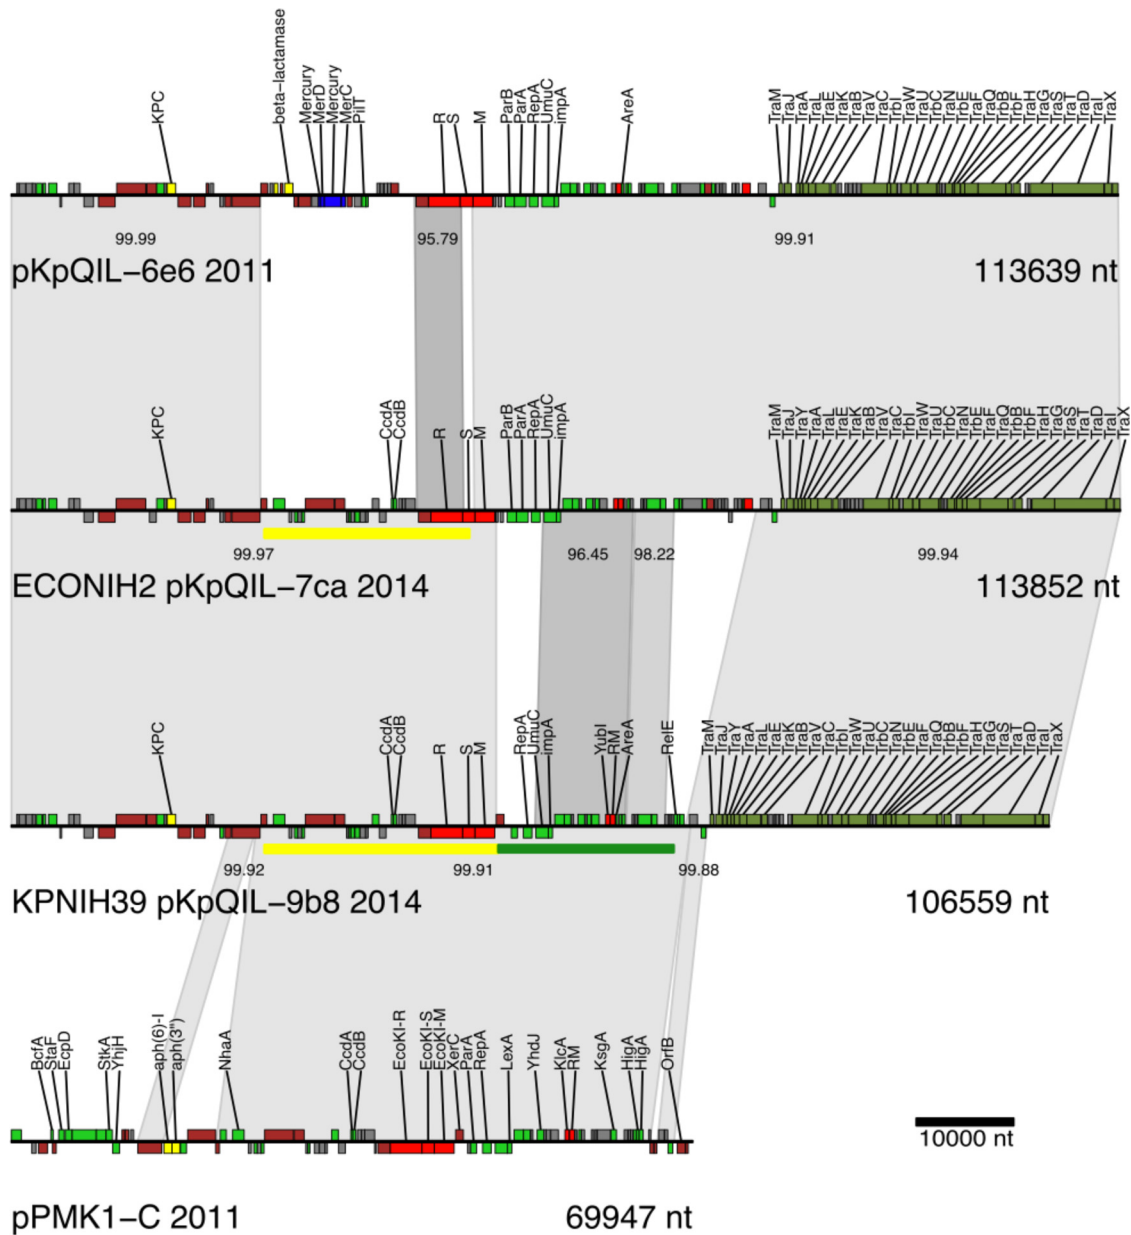 KPC beta-lactamase Mercury MerD Mercury MerC PilT R S M ParB ParA RepA UmuC impA AreA TraM TraJ TraA TraL TraE TraK TraB TraV TraC TrbI TraW TraU TrbC TraN TrbE TraF TraQ TrbB TrbF TraH TraG TraS TraT TraD TraI TraX
99.99 95.79 99.91
pKpQIL-6e6 2011 113639 nt
KPC CcdA CcdB R S M ParB ParA RepA UmuC impA TraM TraJ TraY TraA TraL TraE TraK TraB TraV TraC TrbI TraW TraU TrbC TraN TrbE TraF TraQ TrbB TrbF TraH TraG TraS TraT TraD TraI TraX
99.97 96.45 98.22 99.94
ECONIH2 pKpQIL-7ca 2014 113852 nt
KPC CcdA CcdB R S M RepA UmuC impA YubI RM AreA RelE TraM TraJ TraY TraA TraL TraE TraK TraB TraV TraC TrbI TraW TraU TrbC TraN TrbE TraF TraQ TrbB TrbF TraH TraG TraS TraT TraD TraI TraX
99.92 99.91 99.88
KPNIH39 pKpQIL-9b8 2014 106559 nt
BcfA StaF EcpD StkA YhjH aph(6)-I aph(3") NhaA CcdA CcdB EcoKI-R EcoKI-S EcoKI-M XerC ParA RepA LexA YhdJ KlcA RM KsgA HigA HigA OrfB
10000 nt
pPMK1-C 2011 69947 nt